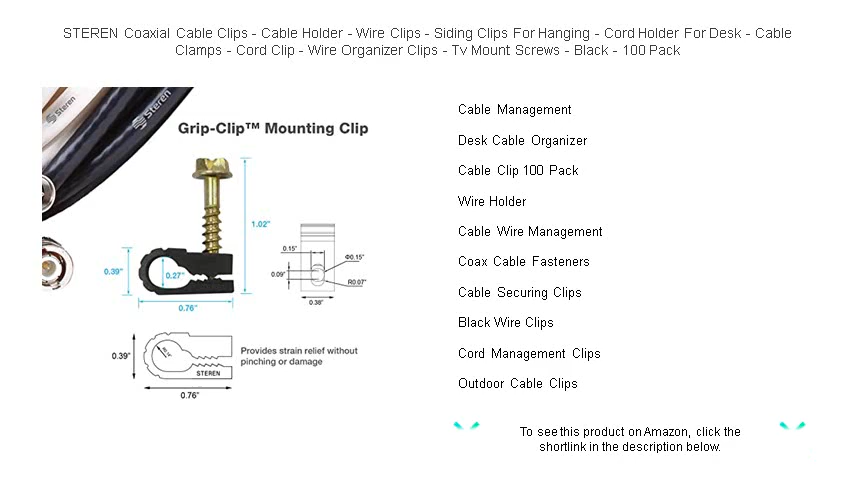 STEREN Coaxial Cable Clips - Cable Holder - Wire Clips - Siding Clips For Hanging - Cord Holder For Desk - Cable
Clamps - Cord Clip - Wire Organizer Clips - Tv Mount Screws - Black - 100 Pack
Steren
Steren
Grip-Clip™ Mounting Clip
1.02"
0.39"
0.27"
0.76"
0.15"
Φ0.15"
0.09"
R0.07"
0.38"
0.39"
STEREN
0.76"
Provides strain relief without
pinching or damage
Cable Management
Desk Cable Organizer
Cable Clip 100 Pack
Wire Holder
Cable Wire Management
Coax Cable Fasteners
Cable Securing Clips
Black Wire Clips
Cord Management Clips
Outdoor Cable Clips
To see this product on Amazon, click the
shortlink in the description below.